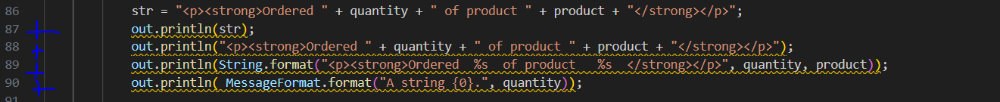 86 str = "<p><strong>Ordered " + quantity + " of product " + product + "</strong></p>";
87 out.println(str);
88 out.println("<p><strong>Ordered " + quantity + " of product " + product + "</strong></p>");
89 out.println(String.format("<p><strong>Ordered  %s  of product   %s  </strong></p>", quantity, product));
90 out.println( MessageFormat.format("A string {0}.", quantity));
91